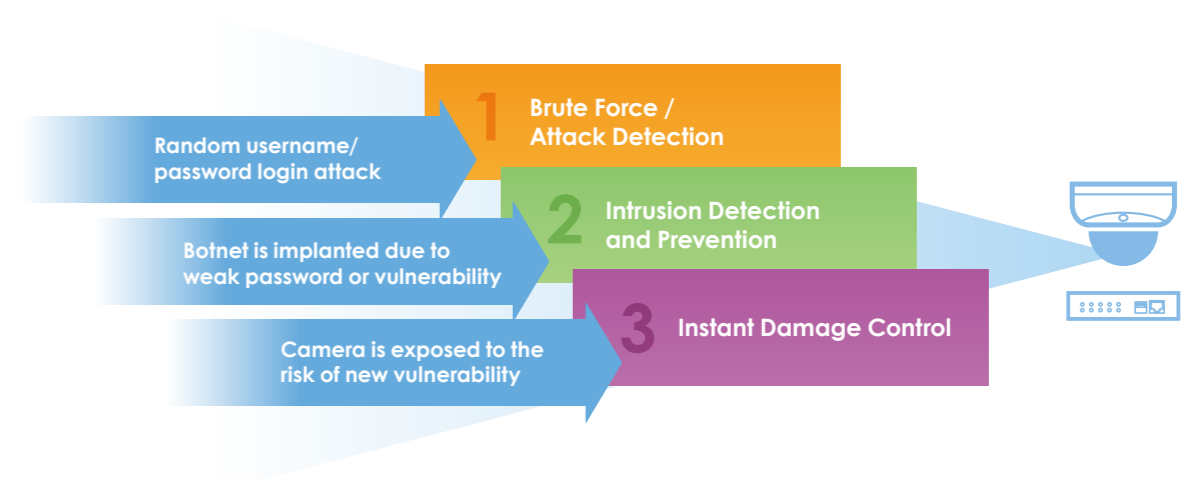 Random username/
password login attack
1
Brute Force /
Attack Detection
Botnet is implanted due to
weak password or vulnerability
2
Intrusion Detection
and Prevention
Camera is exposed to the
risk of new vulnerability
3
Instant Damage Control